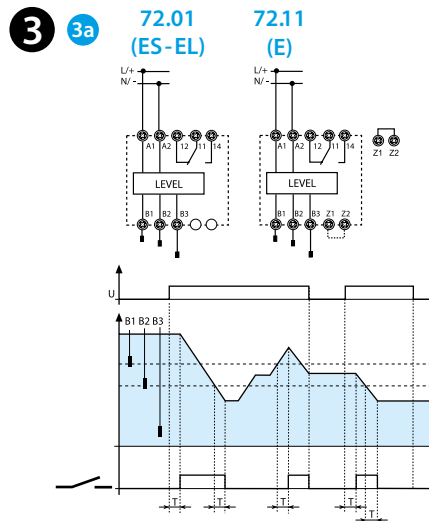 3 3a 72.01 72.11
(ES-EL) (E)
L/+ L/+
N/- N/-
A1 A2 12 11 14 A1 A2 12 11 14
Z1 Z2
LEVEL LEVEL
B1 B2 B3 B1 B2 B3 Z1 Z2
U
B1 B2 B3
T T T T
T